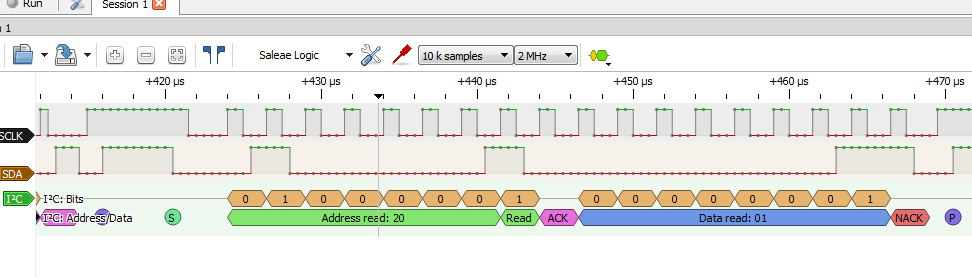 Run
Session 1
n 1
Saleae Logic
10 k samples
2 MHz
+420 µs
+430 µs
+440 µs
+450 µs
+460 µs
+470 µs
SCLK
SDA
I²C
I²C: Bits
0 1 0 0 0 0 0 1 0 0 0 0 0 0 0 1
I²C: Address/Data
S
Address read: 20
Read
ACK
Data read: 01
NACK
P